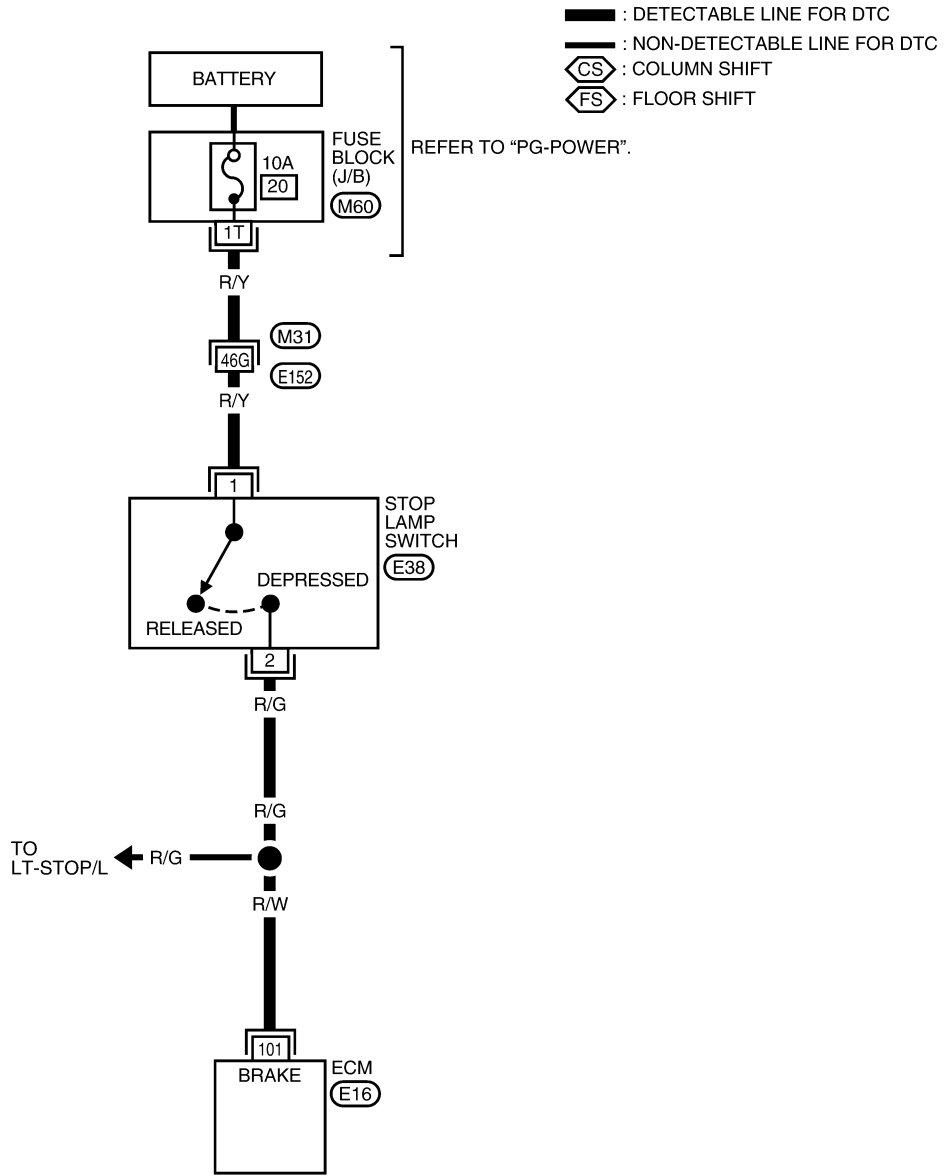 : DETECTABLE LINE FOR DTC
: NON-DETECTABLE LINE FOR DTC
CS : COLUMN SHIFT
FS : FLOOR SHIFT
BATTERY
FUSE
BLOCK
(J/B)
M60
10A
20
REFER TO “PG-POWER”.
1T
R/Y
M31
46G
E152
R/Y
1
STOP
LAMP
SWITCH
E38
DEPRESSED
RELEASED
2
R/G
R/G
TO
LT-STOP/L
R/G
R/W
101
BRAKE
ECM
E16